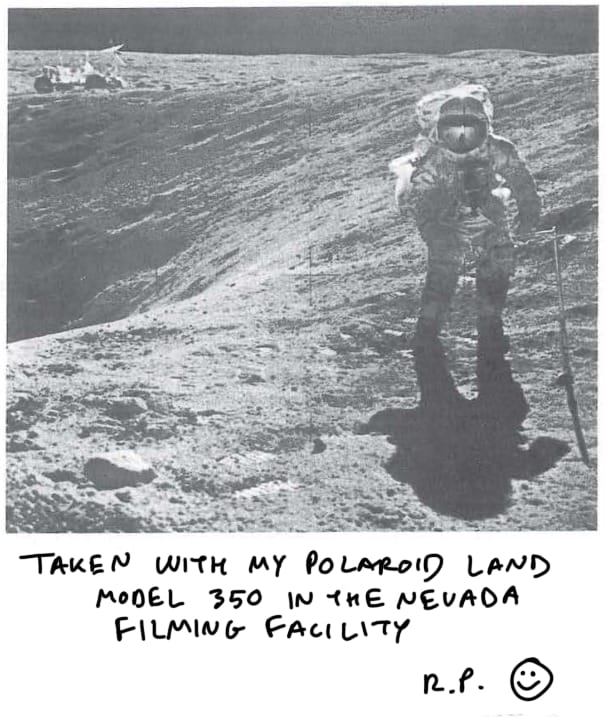 TAKEN WITH MY POLAROID LAND
MODEL 350 IN THE NEVADA
FILMING FACILITY
R.P. ☺